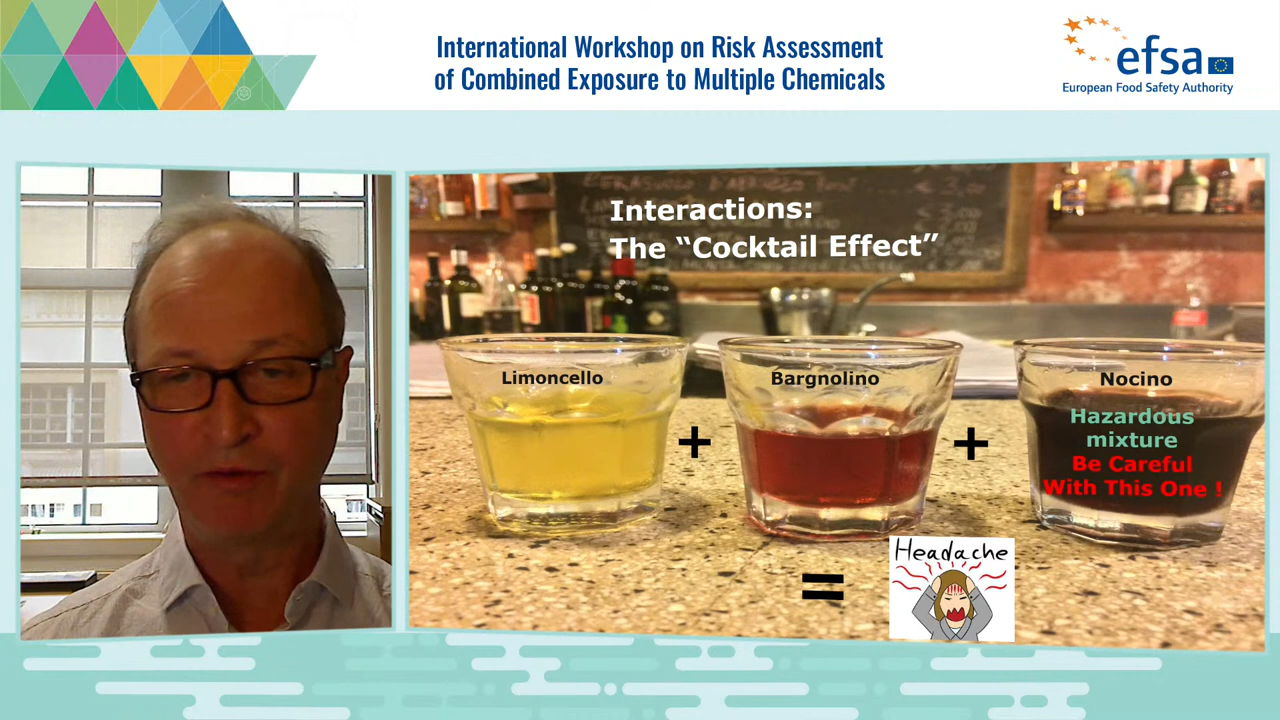 International Workshop on Risk Assessment
of Combined Exposure to Multiple Chemicals
efsa
European Food Safety Authority
Interactions:
The “Cocktail Effect”
Limoncello
Bargnolino
Nocino
Hazardous
mixture
Be Careful
With This One !
+
+
=
Headache